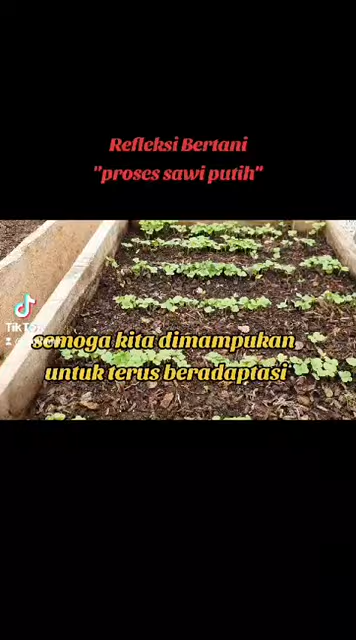 Refleksi Bertani
"proses sawi putih"
TikTok
semoga kita dimampukan
untuk terus beradaptasi